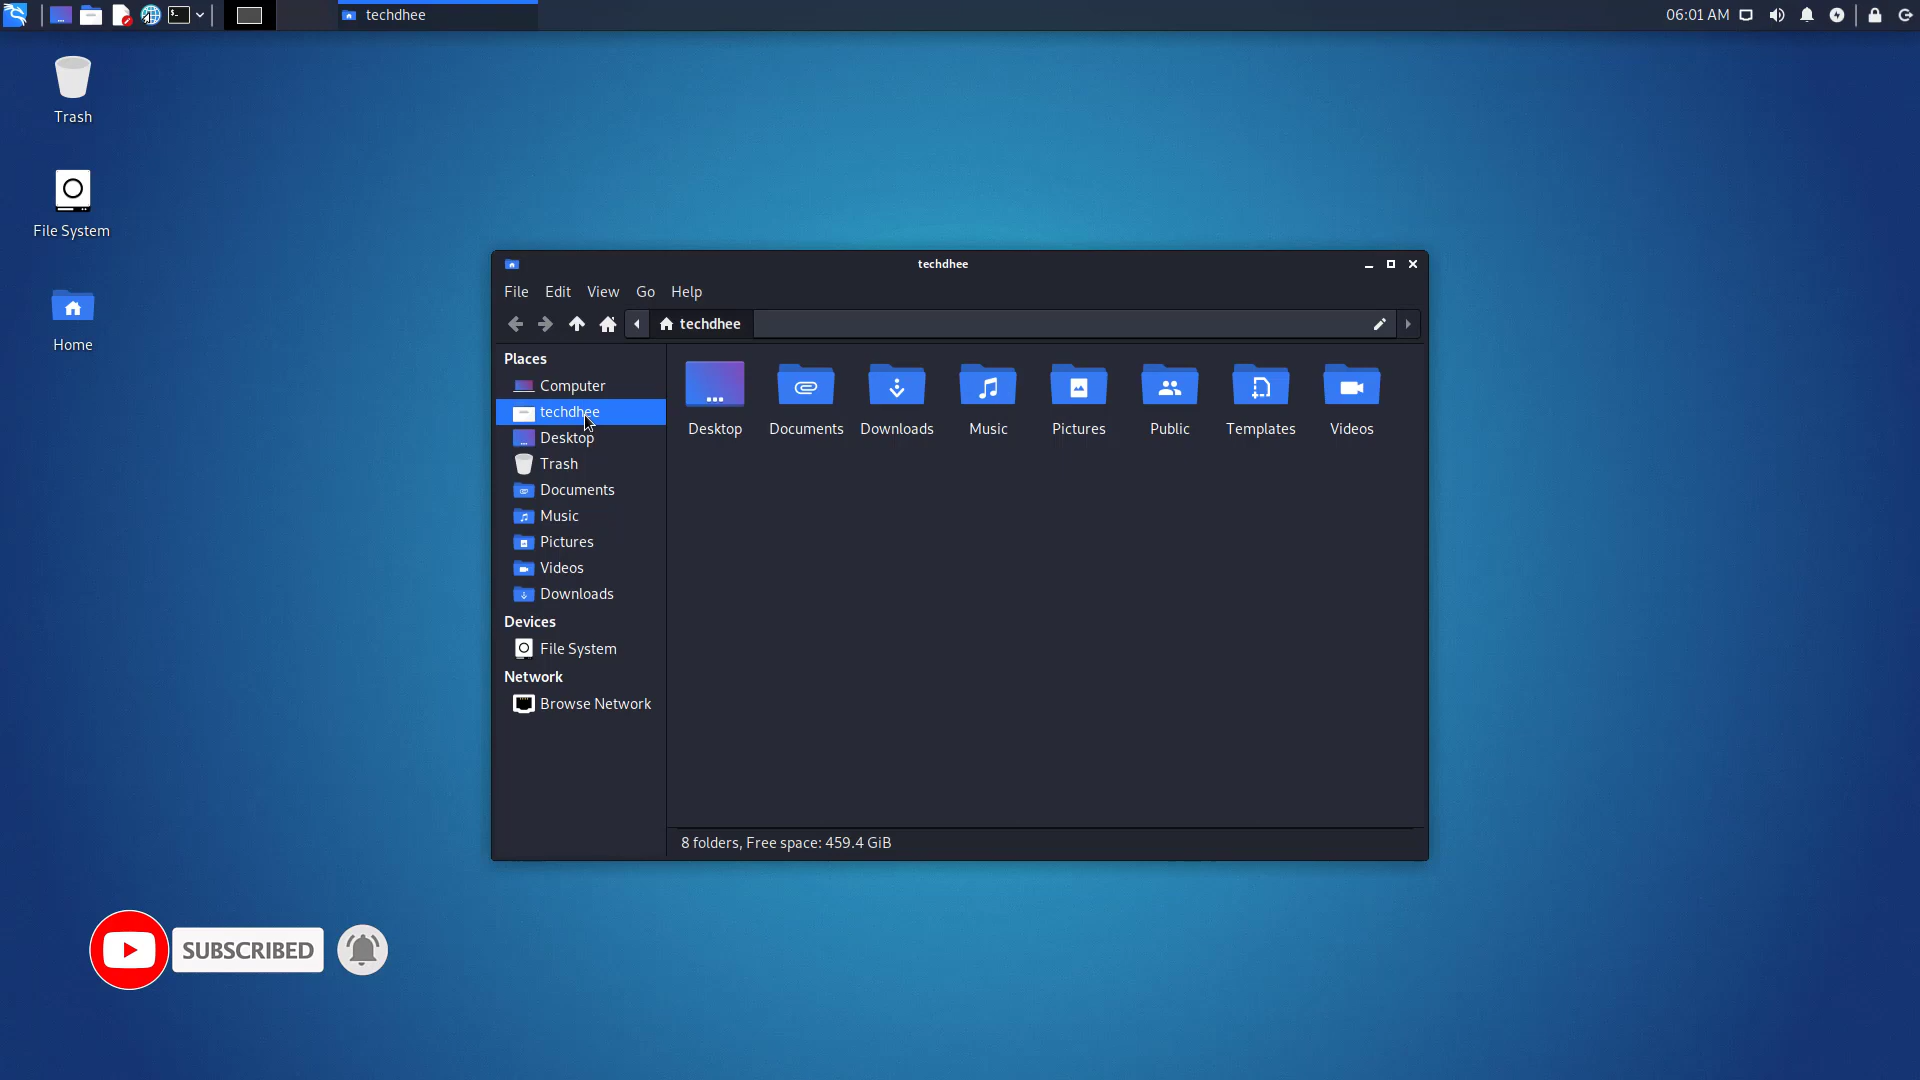 techdhee
06:01 AM
Trash
File System
Home
techdhee
File Edit View Go Help
techdhee
Places
Computer
techdhee
Desktop
Trash
Documents
Music
Pictures
Videos
Downloads
Devices
File System
Network
Browse Network
Desktop Documents Downloads Music Pictures Public Templates Videos
8 folders, Free space: 459.4 GiB
SUBSCRIBED